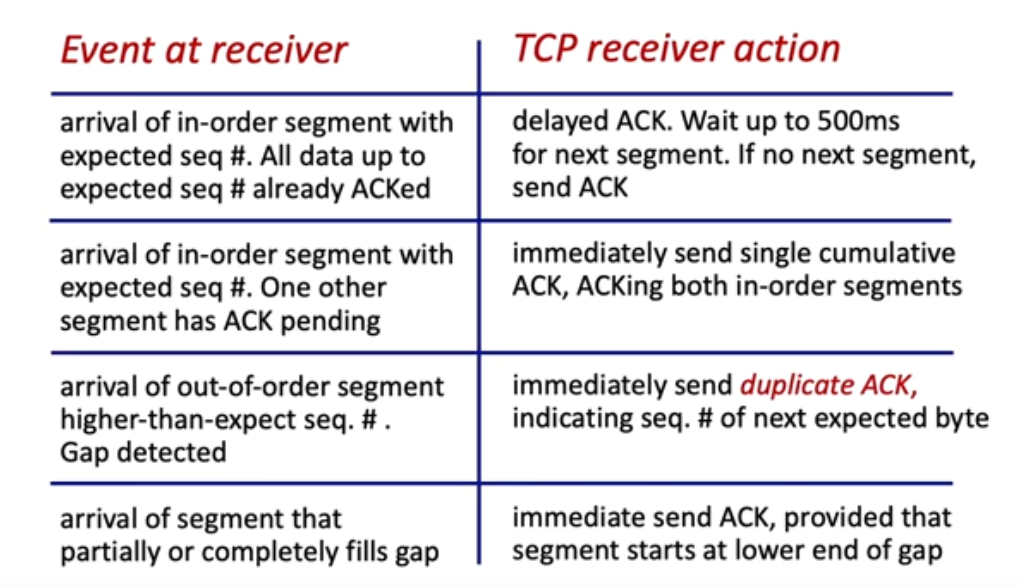 Event at receiver
TCP receiver action
arrival of in-order segment with
expected seq #. All data up to
expected seq # already ACKed
delayed ACK. Wait up to 500ms
for next segment. If no next segment,
send ACK
arrival of in-order segment with
expected seq #. One other
segment has ACK pending
immediately send single cumulative
ACK, ACKing both in-order segments
arrival of out-of-order segment
higher-than-expect seq. # .
Gap detected
immediately send duplicate ACK,
indicating seq. # of next expected byte
arrival of segment that
partially or completely fills gap
immediate send ACK, provided that
segment starts at lower end of gap